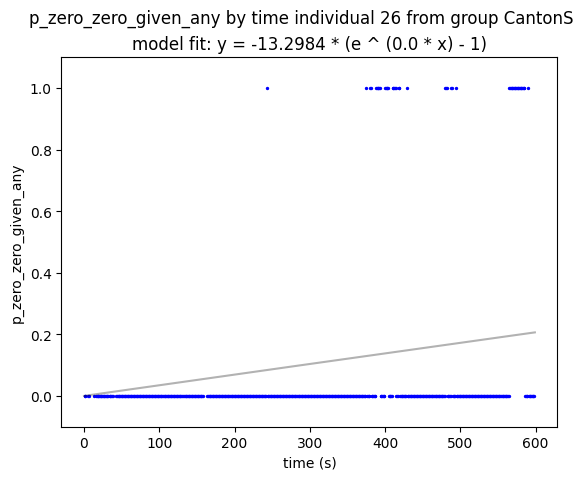 p_zero_zero_given_any by time individual 26 from group CantonS
model fit: y = -13.2984 * (e ^ (0.0 * x) - 1)
p_zero_zero_given_any
1.0
0.8
0.6
0.4
0.2
0.0
0 100 200 300 400 500 600
time (s)